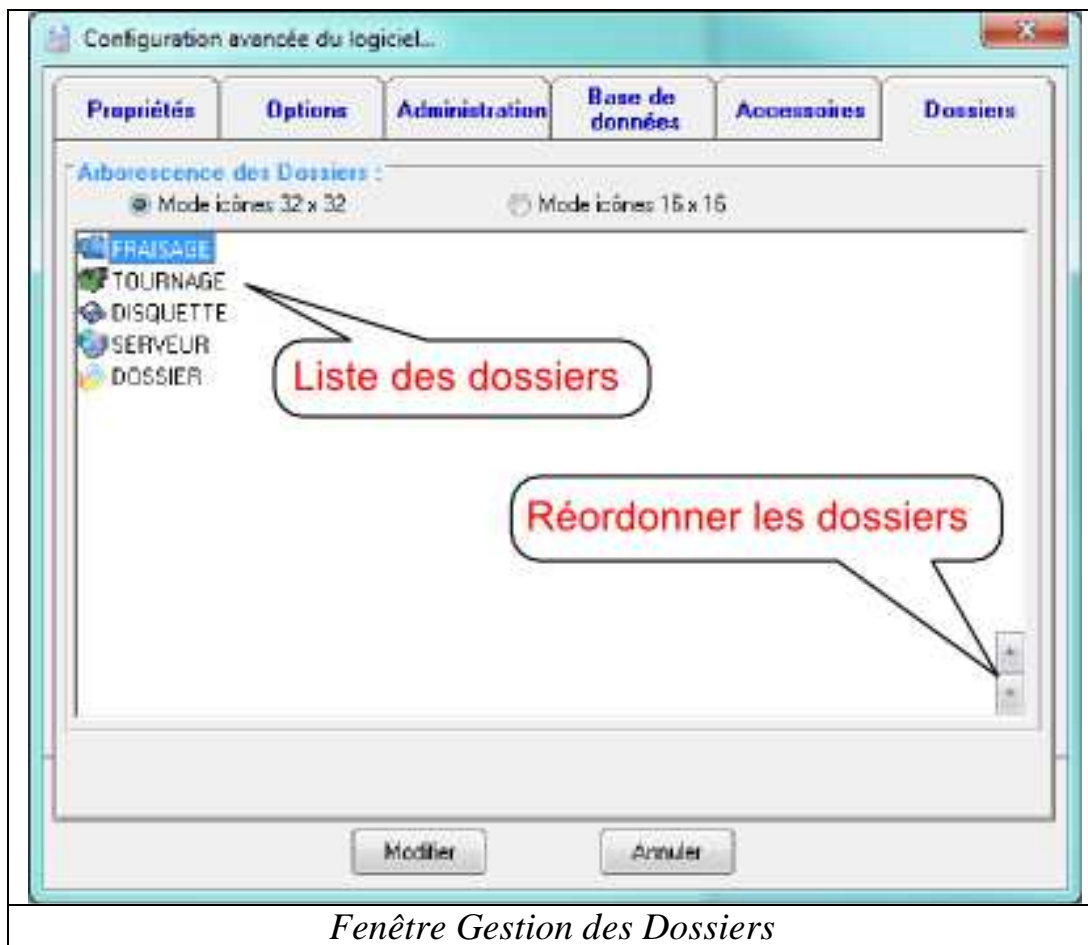 Configuration avancée du logiciel...
Propriétés
Options
Administration
Base de
données
Accessoires
Dossiers
Arborescence des Dossiers :
Mode icônes 32 x 32
Mode icônes 16 x 16
FRAISAGE
TOURNAGE
DISQUETTE
SERVEUR
DOSSIER
Liste des dossiers
Réordonner les dossiers
Modifier
Annuler
Fenêtre Gestion des Dossiers